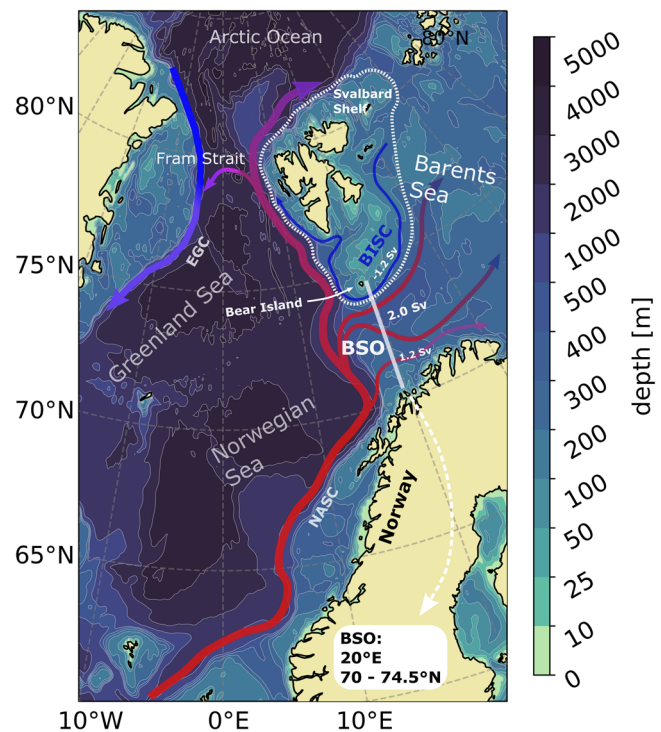 Arctic Ocean
8° N
80°N
Svalbard
Shelf
Fram Strait
Barents
Sea
75°N
EGC
BISC
-1.2 Sv
Bear Island
2.0 Sv
Greenland Sea
BSO
1.2 Sv
70°N
Norwegian
Sea
NASC
Norway
65°N
BSO:
20°E
70 - 74.5°N
10°W
0°E
10°E
5000
4000
3000
2000
1000
500
400
300
200
100
50
25
10
0
depth [m]